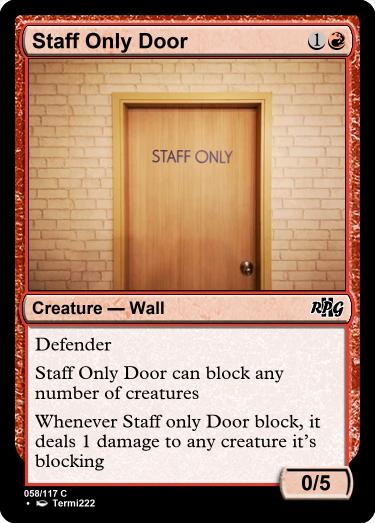 Staff Only Door 1
STAFF ONLY
Creature — Wall RPG
Defender
Staff Only Door can block any
number of creatures
Whenever Staff only Door block, it
deals 1 damage to any creature it's
blocking
0/5
058/117 C
• Termi222